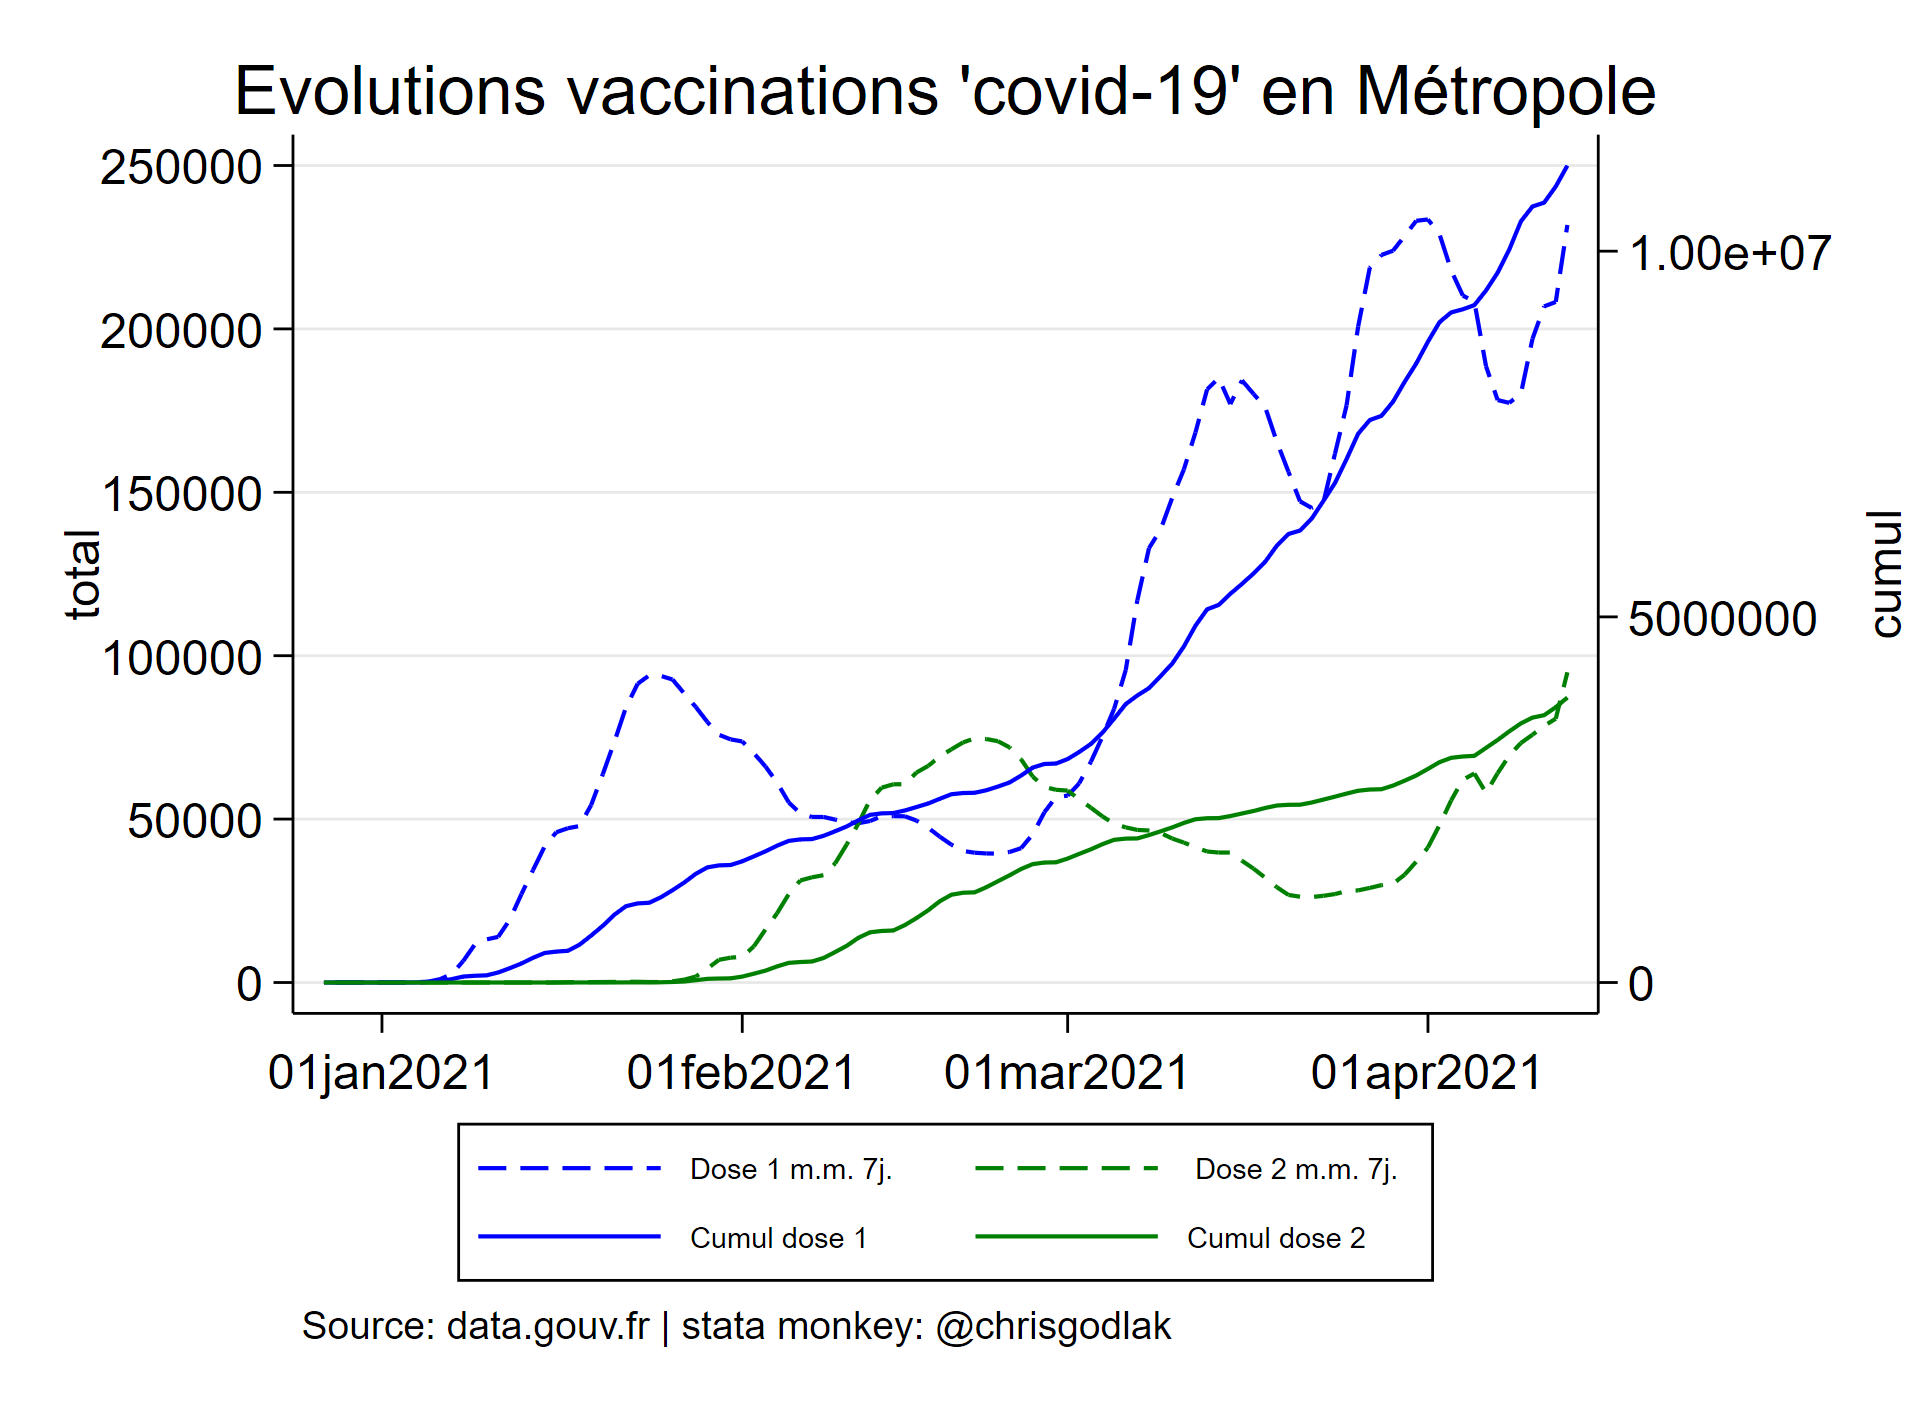 Evolutions vaccinations 'covid-19' en Métropole
250000
200000
150000
100000
50000
0
total
1.00e+07
5000000
0
cumul
01jan2021 01feb2021 01mar2021 01apr2021
Dose 1 m.m. 7j. Dose 2 m.m. 7j.
Cumul dose 1 Cumul dose 2
Source: data.gouv.fr | stata monkey: @chrisgodlak